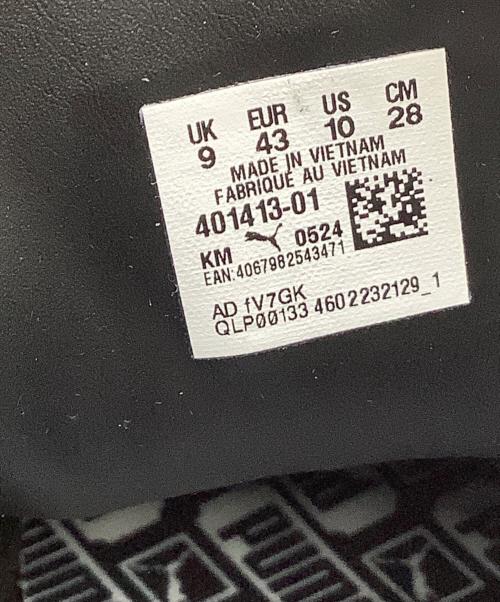 UK EUR US CM
9 43 10 28
MADE IN VIETNAM
FABRIQUÉ AU VIETNAM
401413-01
KM 0524
EAN:4067982543471
AD fV7GK
QLP00133 4602232129_1
PUMA